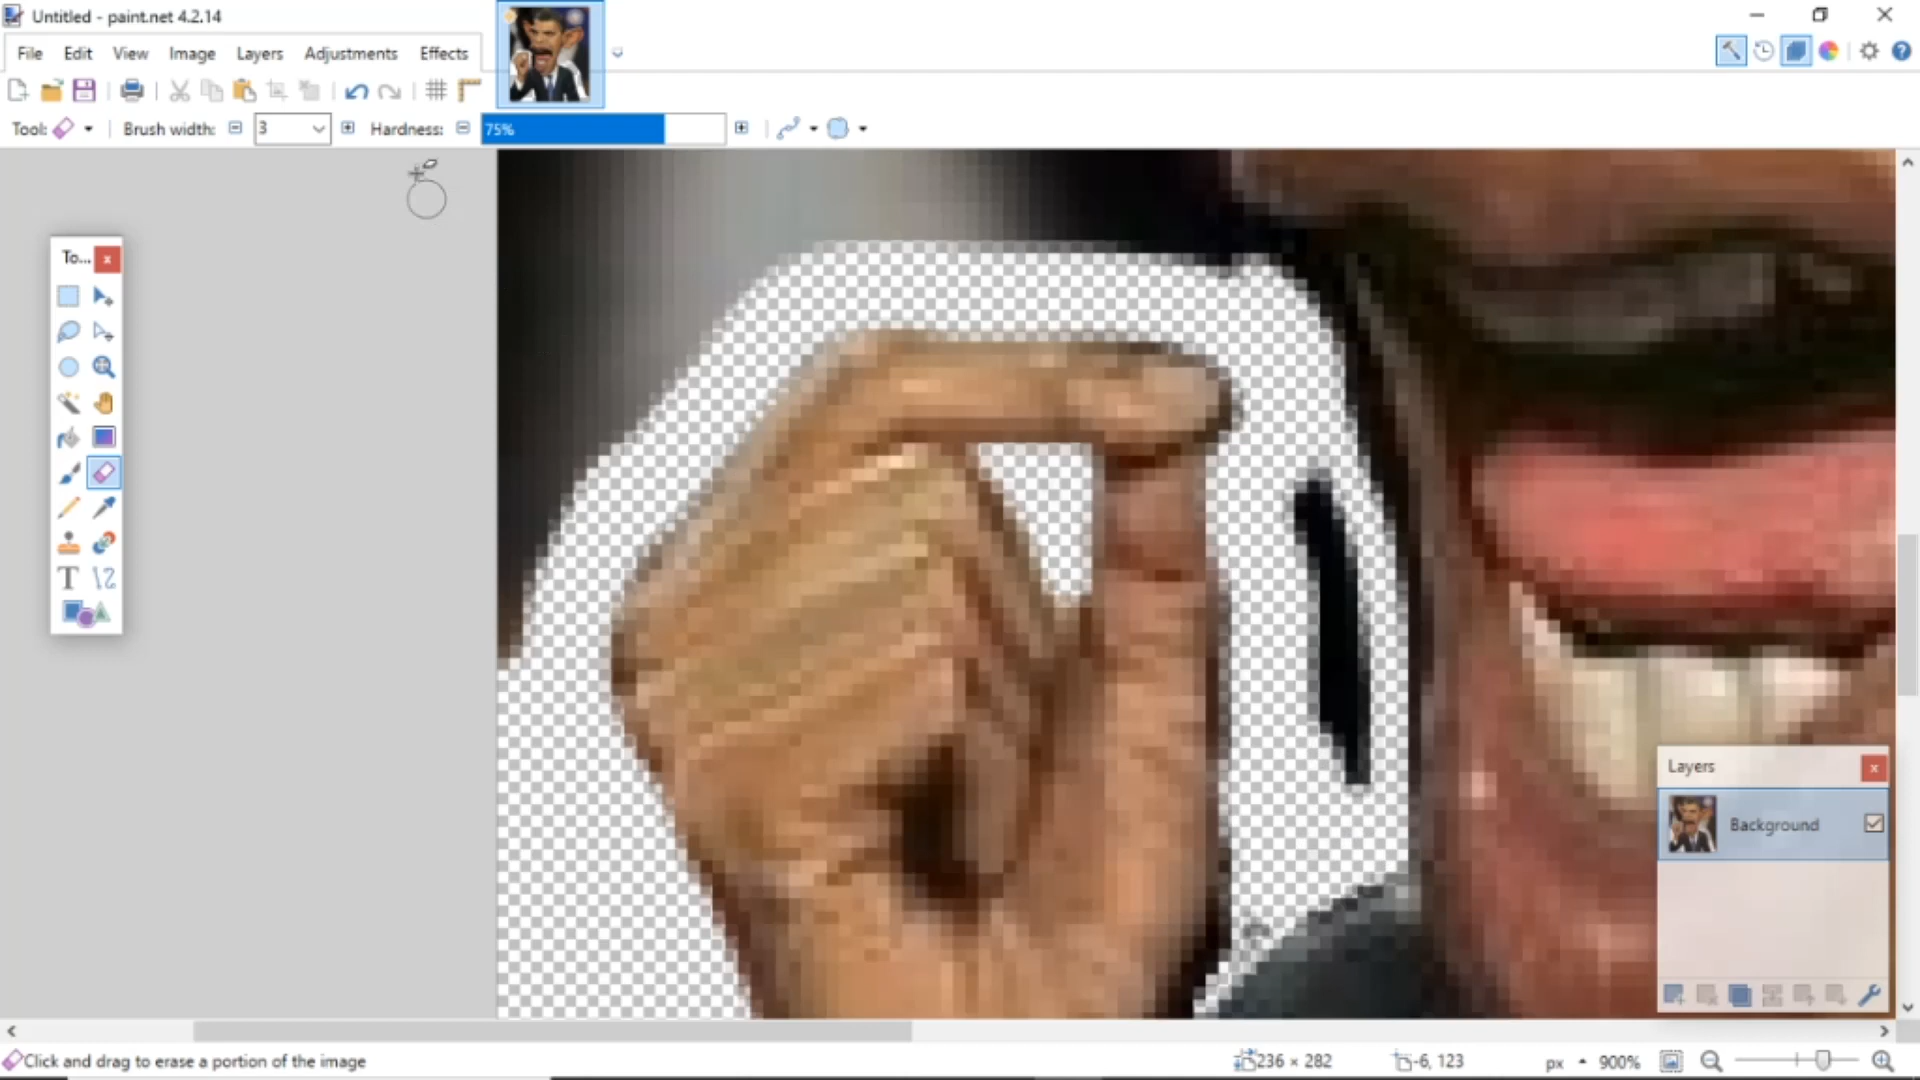 Untitled - paint.net 4.2.14
File Edit View Image Layers Adjustments Effects
Tool: Brush width: 3 Hardness: 75%
To... x
Layers x
Background
Click and drag to erase a portion of the image 236 × 282 -6, 123 px 900%